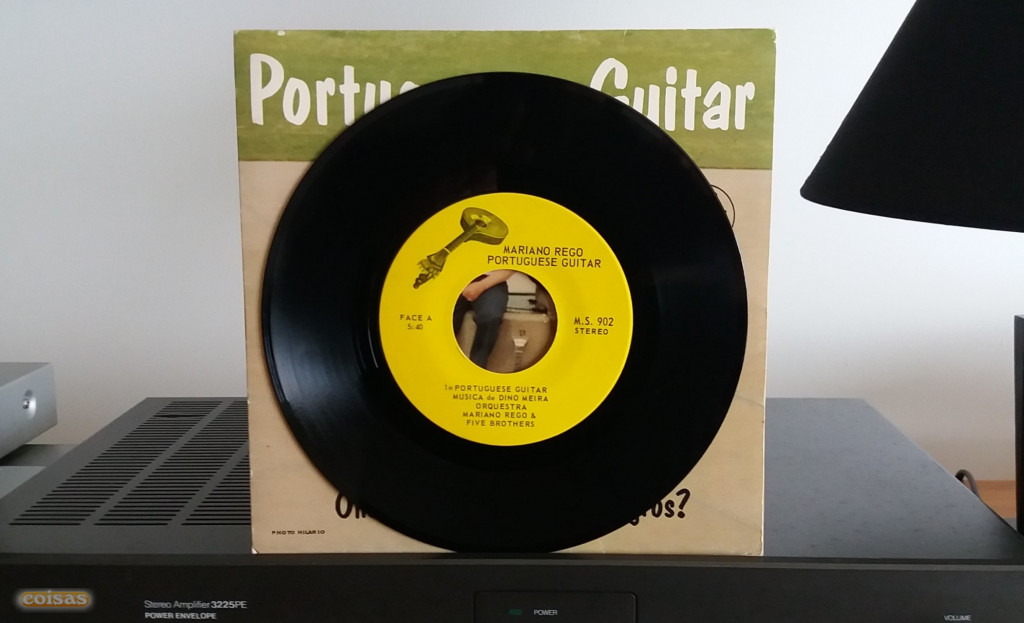 Portu Guitar
MARIANO REGO
PORTUGUESE GUITAR
FACE A
5:40
M.S. 902
STEREO
1º PORTUGUESE GUITAR
MUSICA de DINO MEIRA
ORQUESTRA
MARIANO REGO &
FIVE BROTHERS
PHOTO HILARIO
coisas
Stereo Amplifier 3225PE
POWER ENVELOPE
POWER
VOLUME